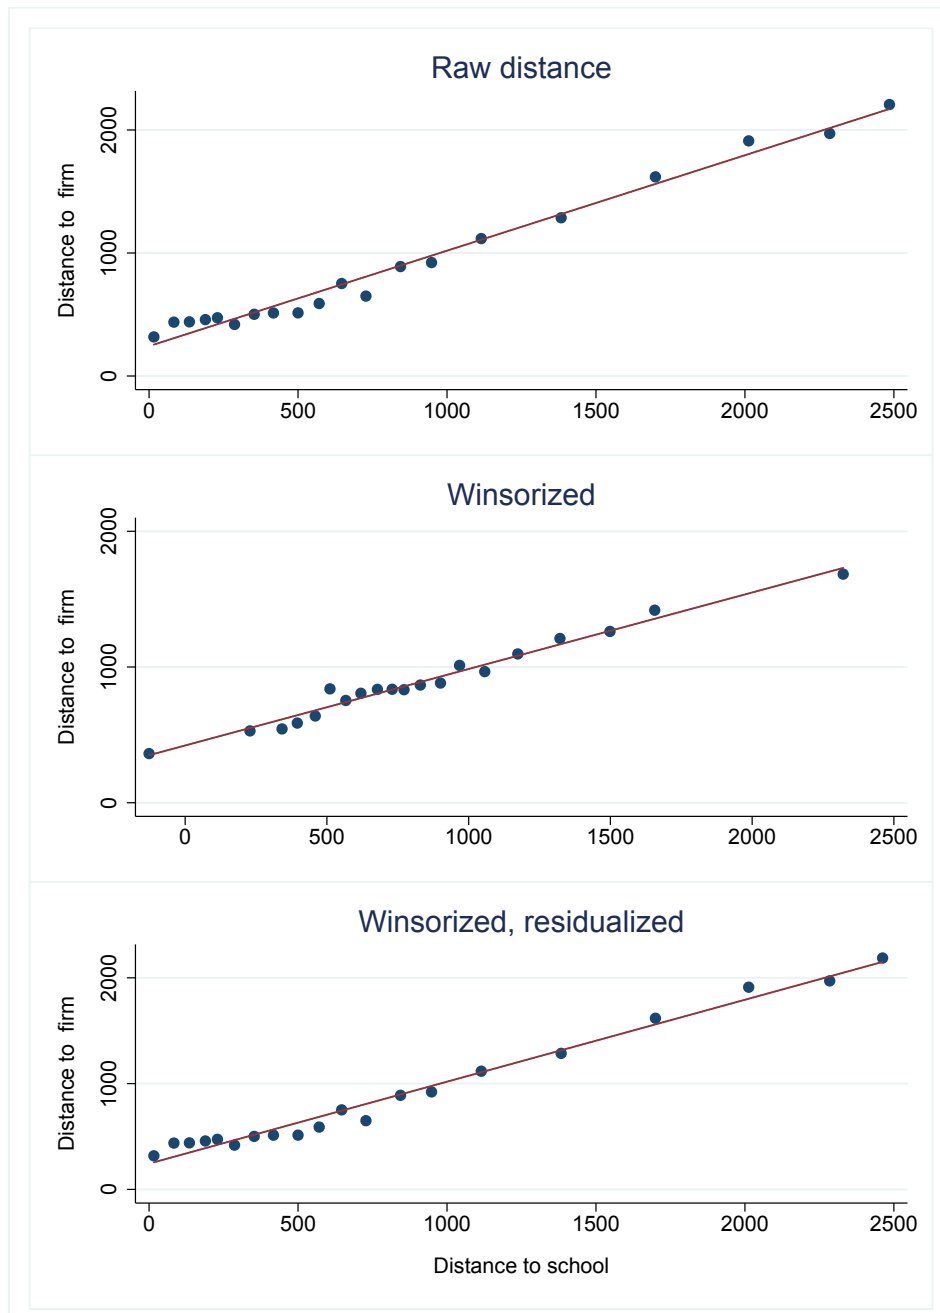 Raw distance
Distance to firm
2000
1000
0
0 500 1000 1500 2000 2500
Winsorized
Distance to firm
2000
1000
0
0 500 1000 1500 2000 2500
Winsorized, residualized
Distance to firm
2000
1000
0
0 500 1000 1500 2000 2500
Distance to school